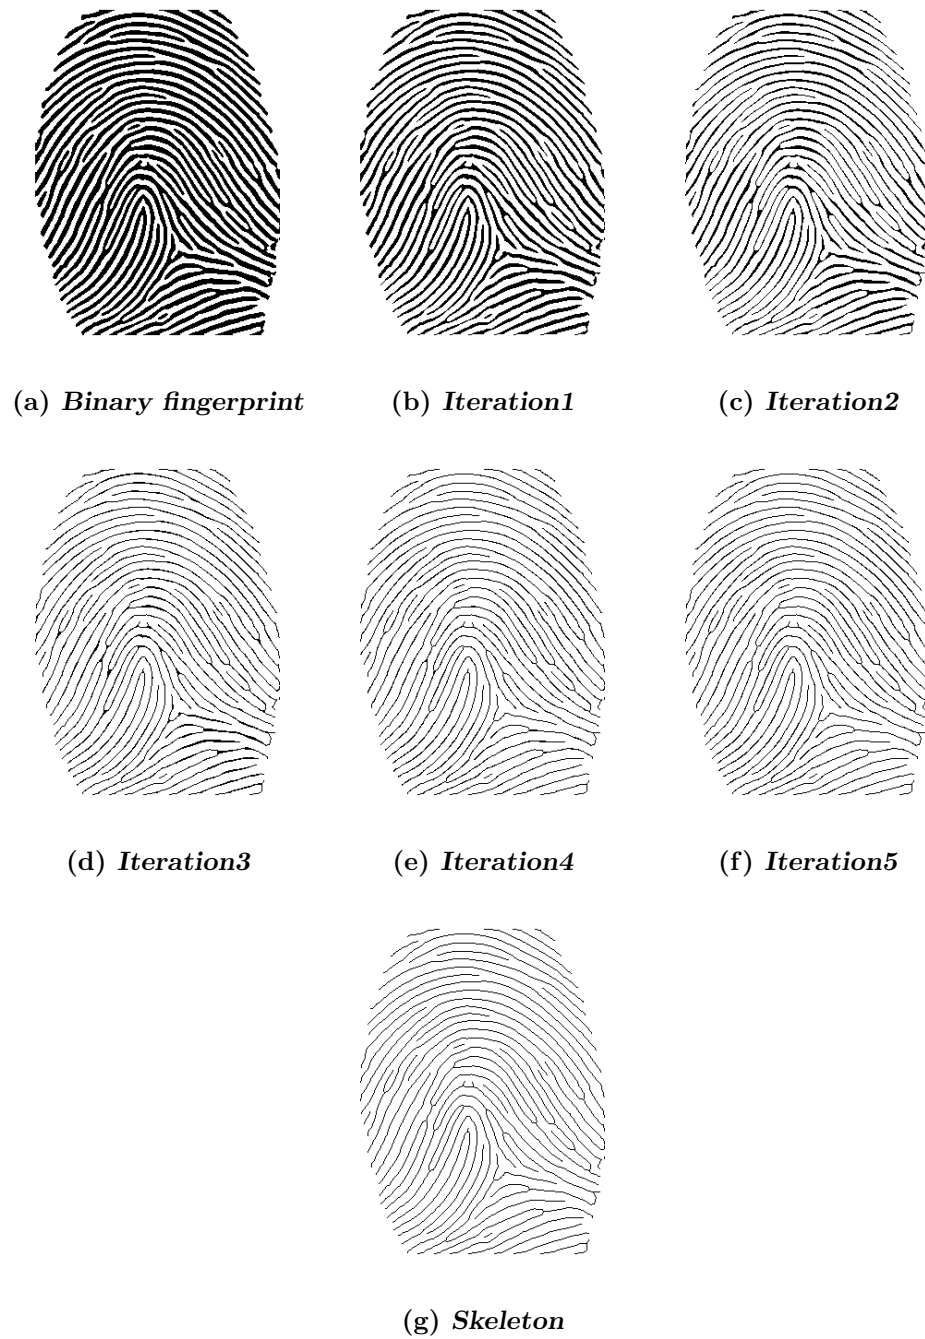 (a) Binary fingerprint (b) Iteration1 (c) Iteration2
(d) Iteration3 (e) Iteration4 (f) Iteration5
(g) Skeleton